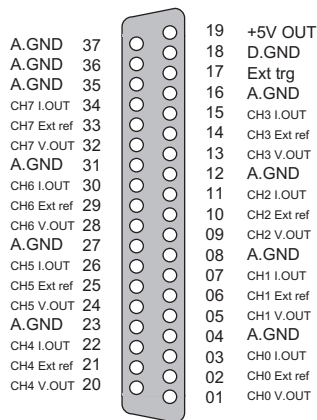 A.GND 37
A.GND 36
A.GND 35
CH7 I.OUT 34
CH7 Ext ref 33
CH7 V.OUT 32
A.GND 31
CH6 I.OUT 30
CH6 Ext ref 29
CH6 V.OUT 28
A.GND 27
CH5 I.OUT 26
CH5 Ext ref 25
CH5 V.OUT 24
A.GND 23
CH4 I.OUT 22
CH4 Ext ref 21
CH4 V.OUT 20
19 +5V OUT
18 D.GND
17 Ext trg
16 A.GND
15 CH3 I.OUT
14 CH3 Ext ref
13 CH3 V.OUT
12 A.GND
11 CH2 I.OUT
10 CH2 Ext ref
09 CH2 V.OUT
08 A.GND
07 CH1 I.OUT
06 CH1 Ext ref
05 CH1 V.OUT
04 A.GND
03 CH0 I.OUT
02 CH0 Ext ref
01 CH0 V.OUT